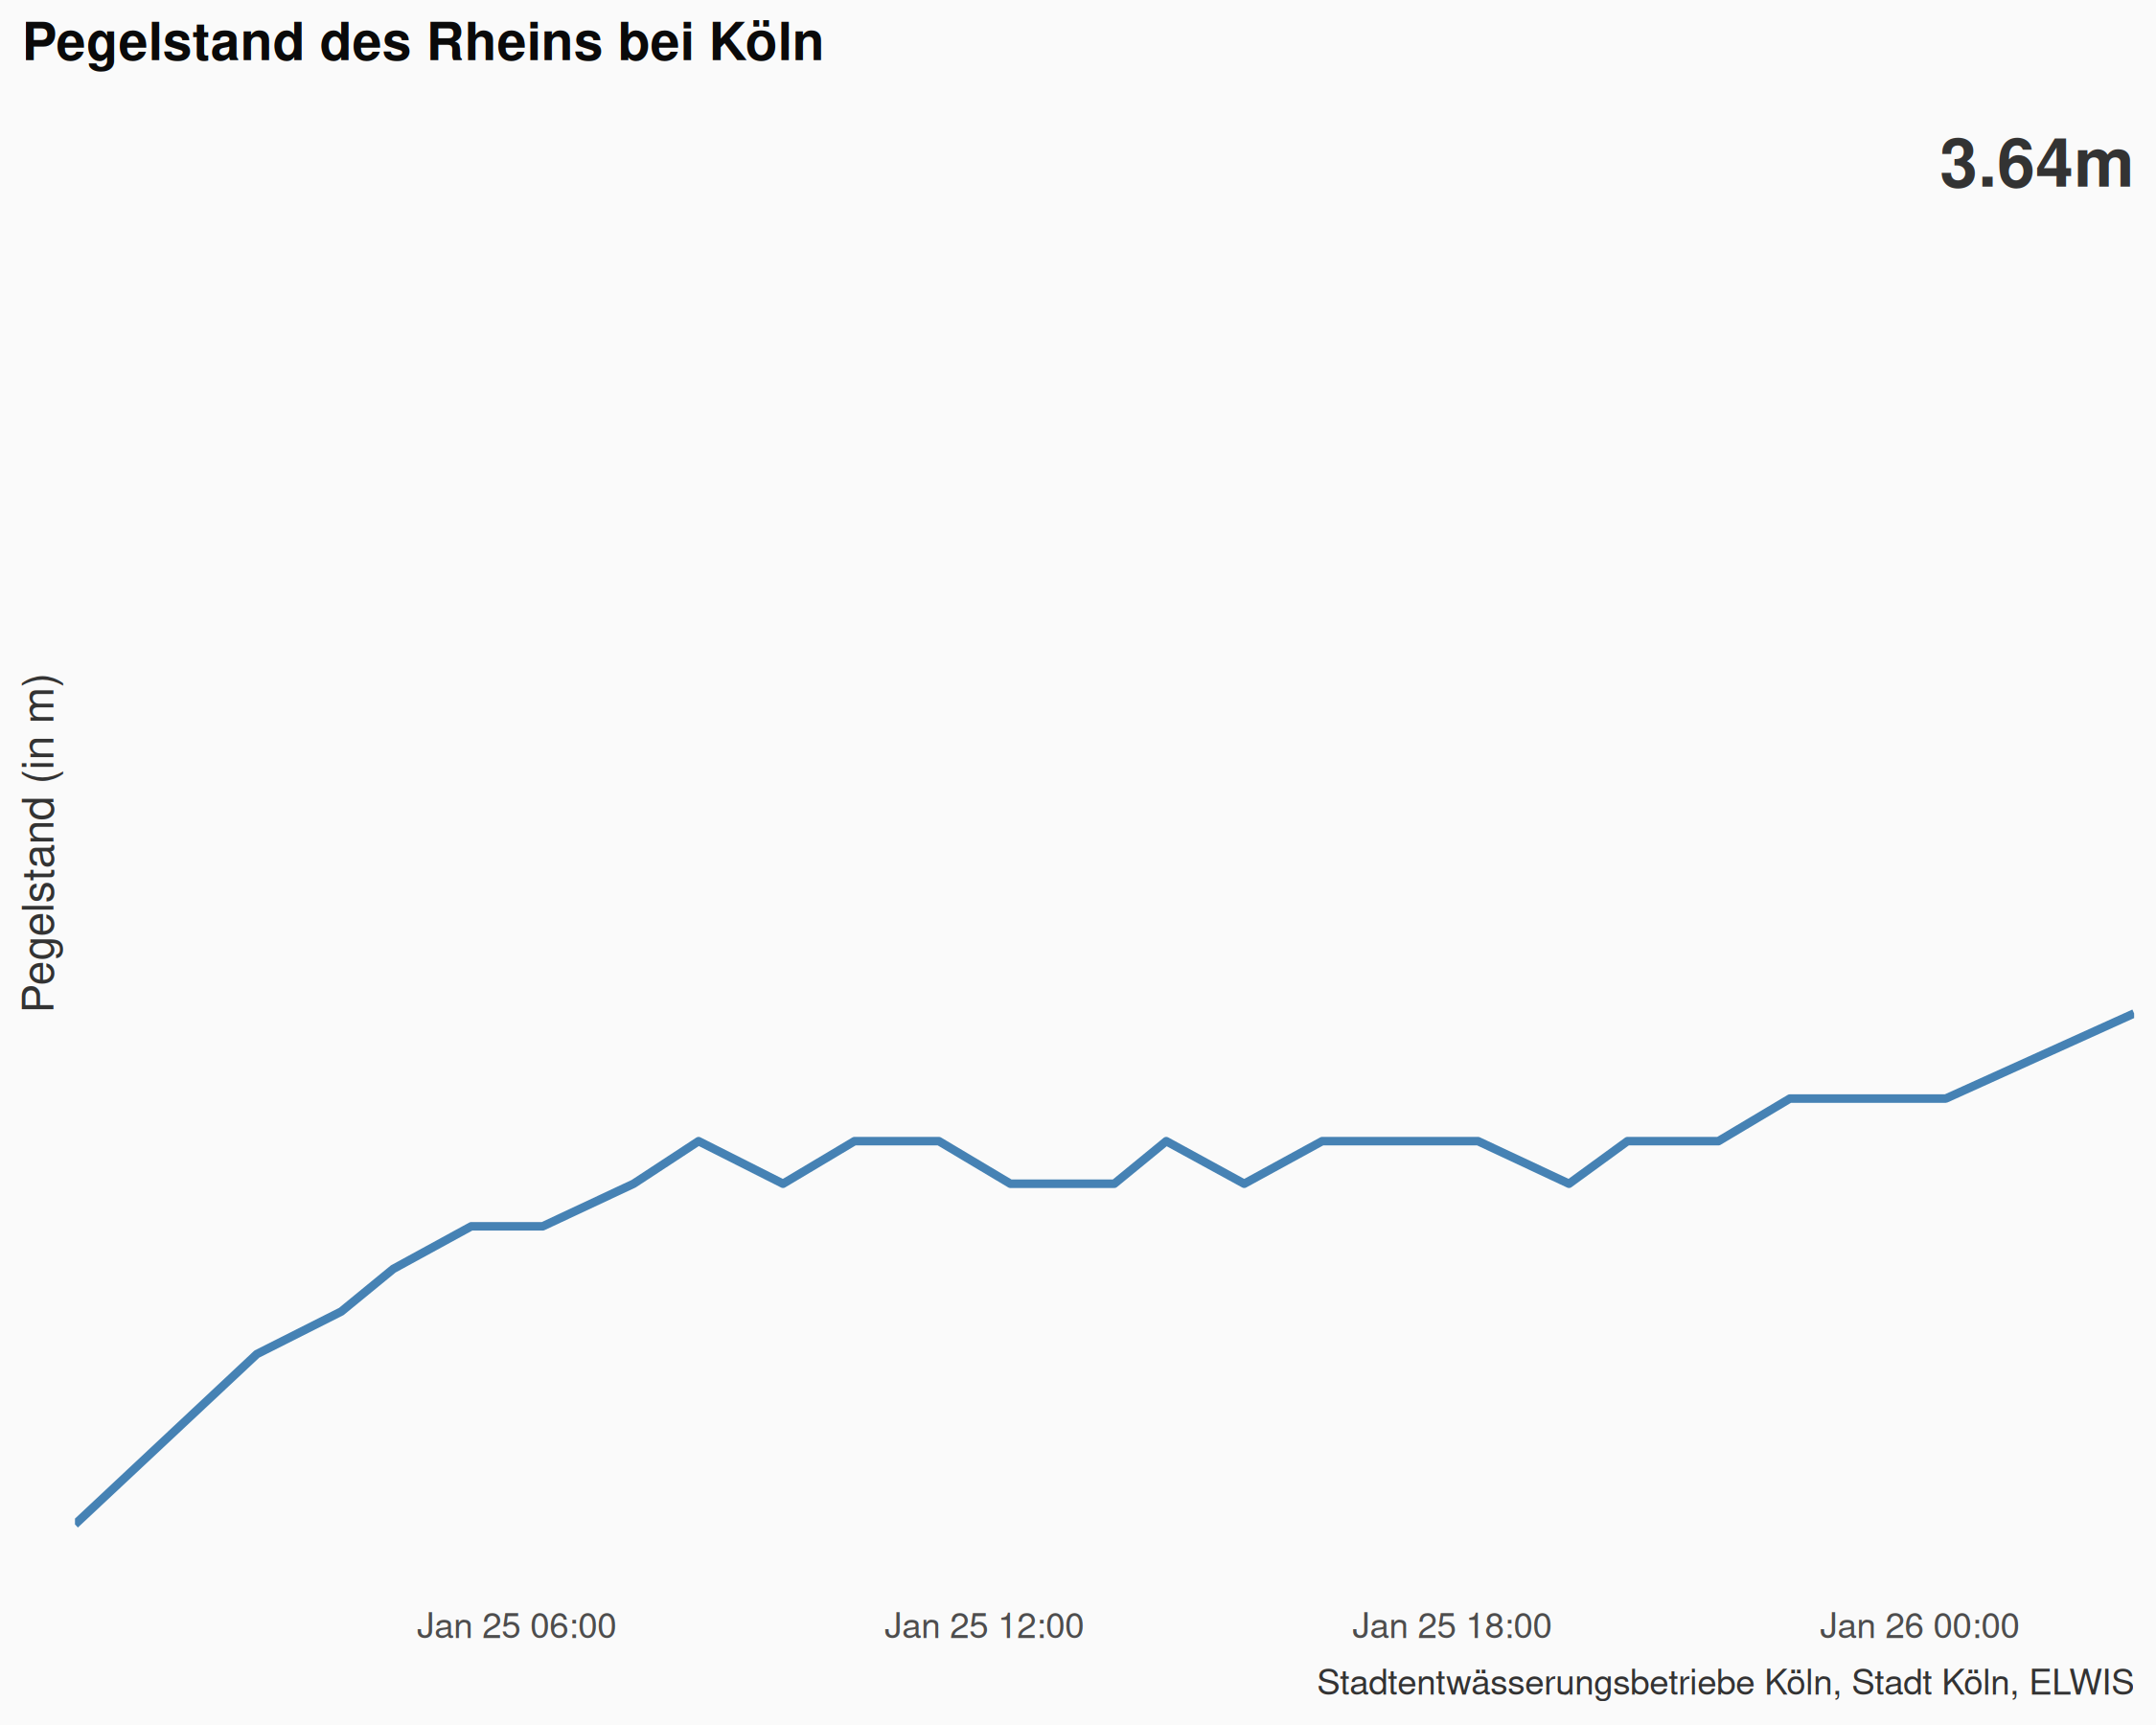 Pegelstand des Rheins bei Köln
3.64m
Pegelstand (in m)
Jan 25 06:00
Jan 25 12:00
Jan 25 18:00
Jan 26 00:00
Stadtentwässerungsbetriebe Köln, Stadt Köln, ELWIS